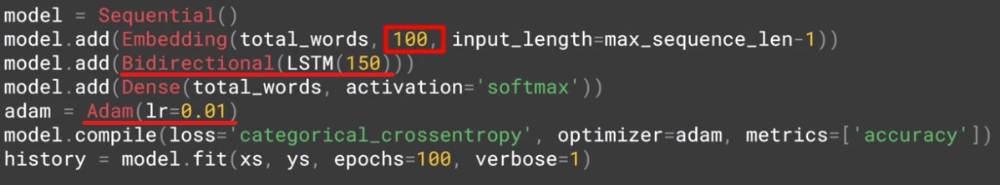 model = Sequential()
model.add(Embedding(total_words, 100, input_length=max_sequence_len-1))
model.add(Bidirectional(LSTM(150)))
model.add(Dense(total_words, activation='softmax'))
adam = Adam(lr=0.01)
model.compile(loss='categorical_crossentropy', optimizer=adam, metrics=['accuracy'])
history = model.fit(xs, ys, epochs=100, verbose=1)